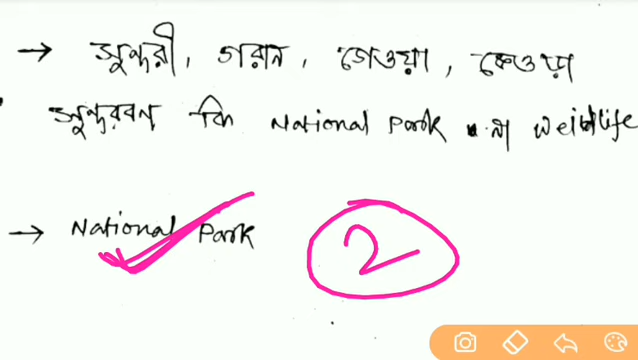 → সুন্দরী, গরান, গেওয়া, কেওড়া
সুন্দরবন কি National Park না Weildlife
→ National Park 2